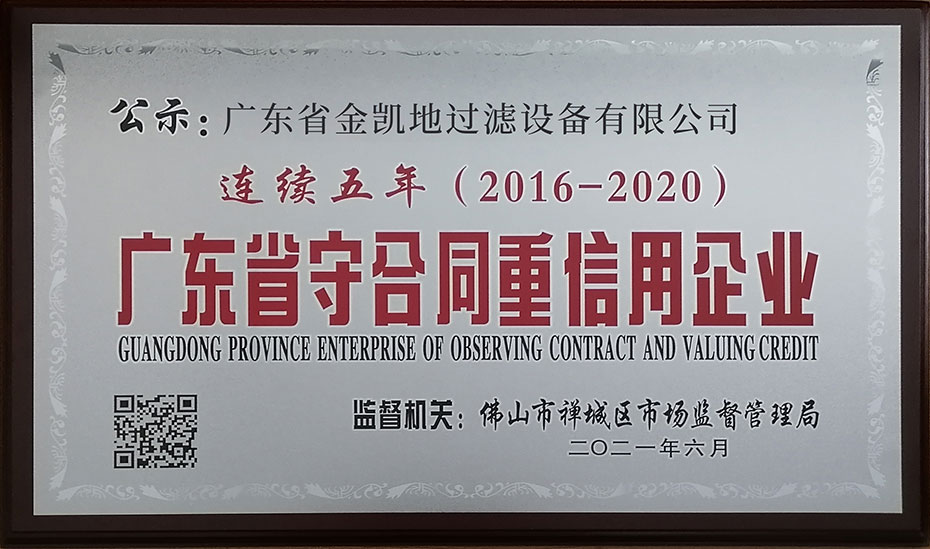 公示：广东省金凯地过滤设备有限公司
连续五年（2016-2020）
广东省守合同重信用企业
GUANGDONG PROVINCE ENTERPRISE OF OBSERVING CONTRACT AND VALUING CREDIT
监督机关：佛山市禅城区市场监督管理局
二〇二一年六月